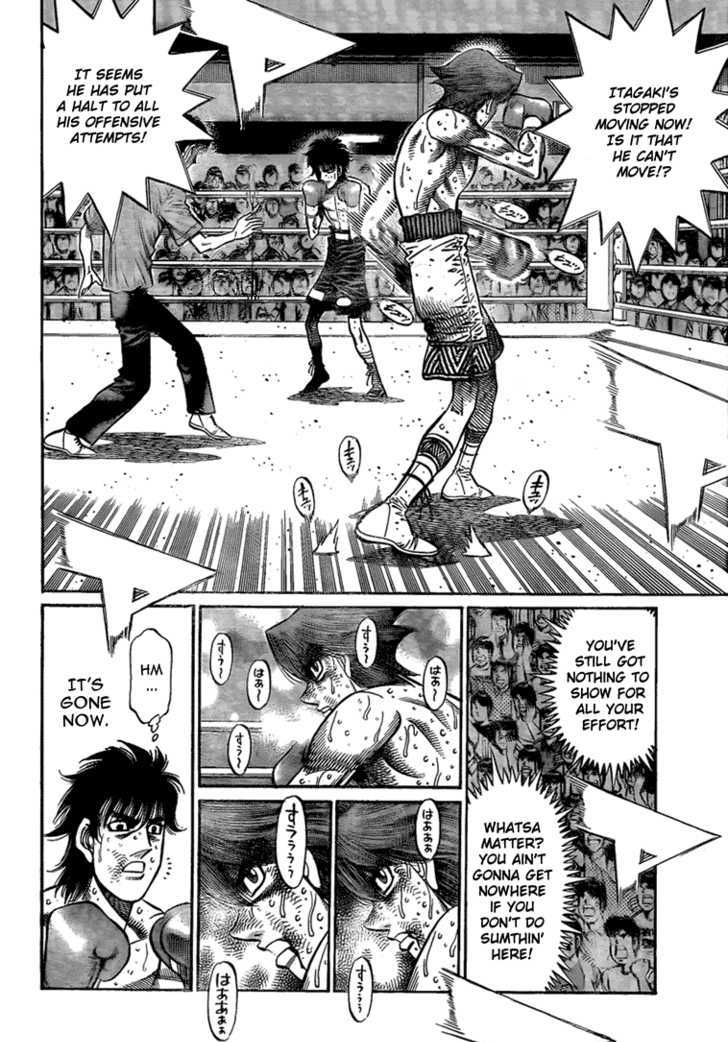 IT SEEMS
HE HAS PUT
A HALT TO ALL
HIS OFFENSIVE
ATTEMPTS!
ITAGAKI'S
STOPPED
MOVING NOW!
IS IT THAT
HE CAN'T
MOVE!?
YOU'VE
STILL GOT
NOTHING TO
SHOW FOR
ALL YOUR
EFFORT!
WHATSA
MATTER?
YOU AIN'T
GONNA GET
NOWHERE
IF YOU
DON'T DO
SUMTHIN'
HERE!
すぅ〜
はぁ〜
はぁ〜
すぅ〜
すぅ〜
はぁぁぁ
すぅぅぅ
すぅぅぅ
はぁぁぁ
HM
...
IT'S
GONE
NOW.